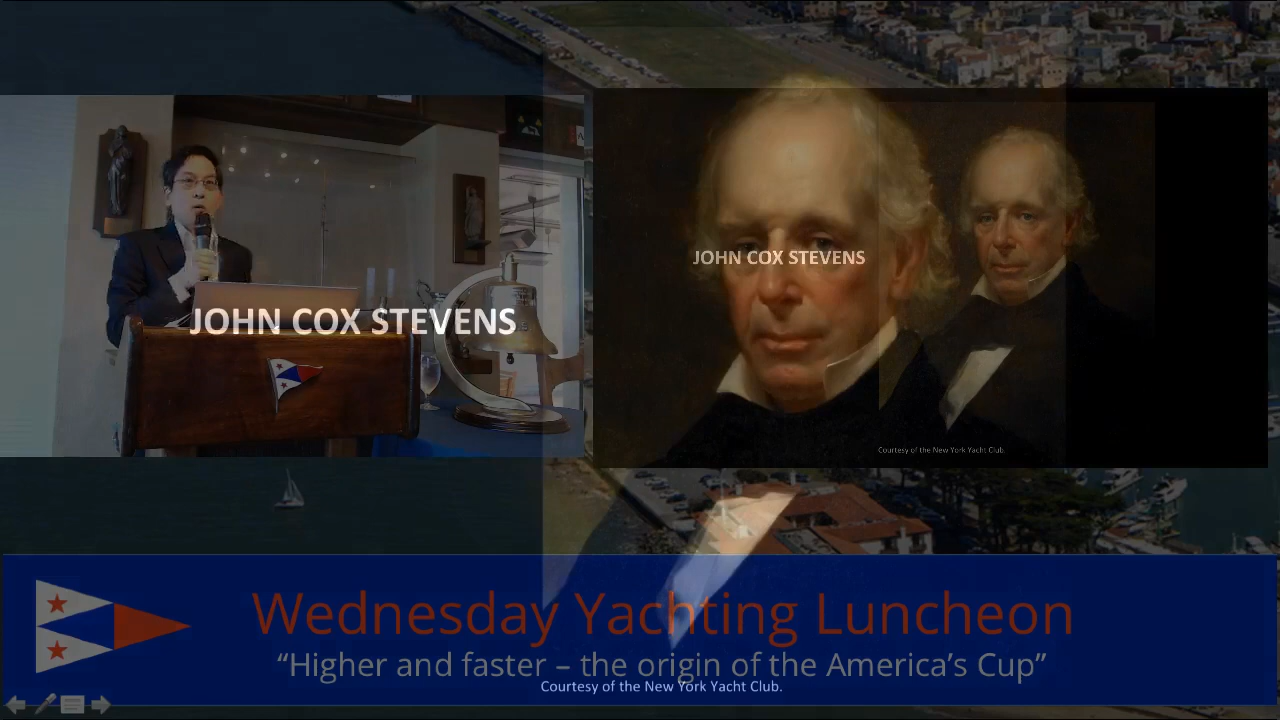 JOHN COX STEVENS
JOHN COX STEVENS
Courtesy of the New York Yacht Club.
Wednesday Yachting Luncheon
“Higher and faster – the origin of the America’s Cup”
Courtesy of the New York Yacht Club.